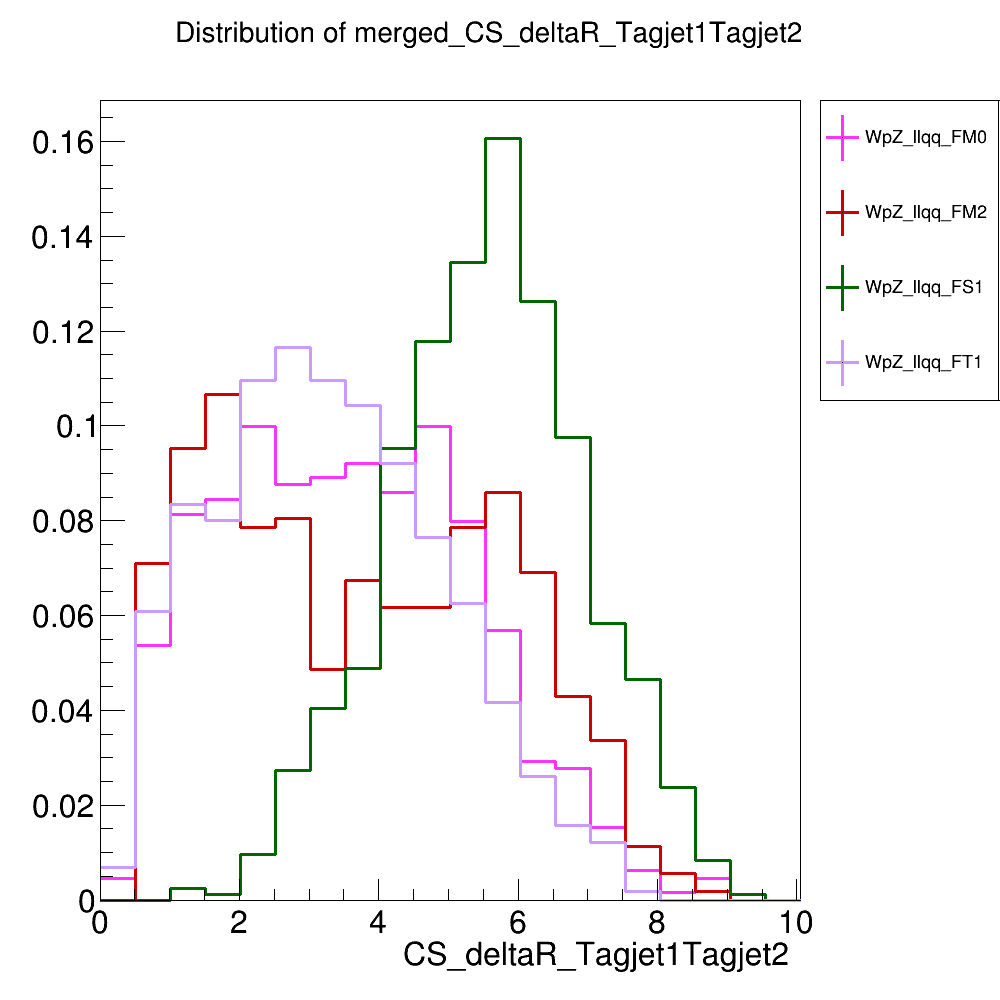 Distribution of merged_CS_deltaR_Tagjet1Tagjet2
WpZ_llqq_FM0
WpZ_llqq_FM2
WpZ_llqq_FS1
WpZ_llqq_FT1
0.16
0.14
0.12
0.1
0.08
0.06
0.04
0.02
0
0 2 4 6 8 10
CS_deltaR_Tagjet1Tagjet2